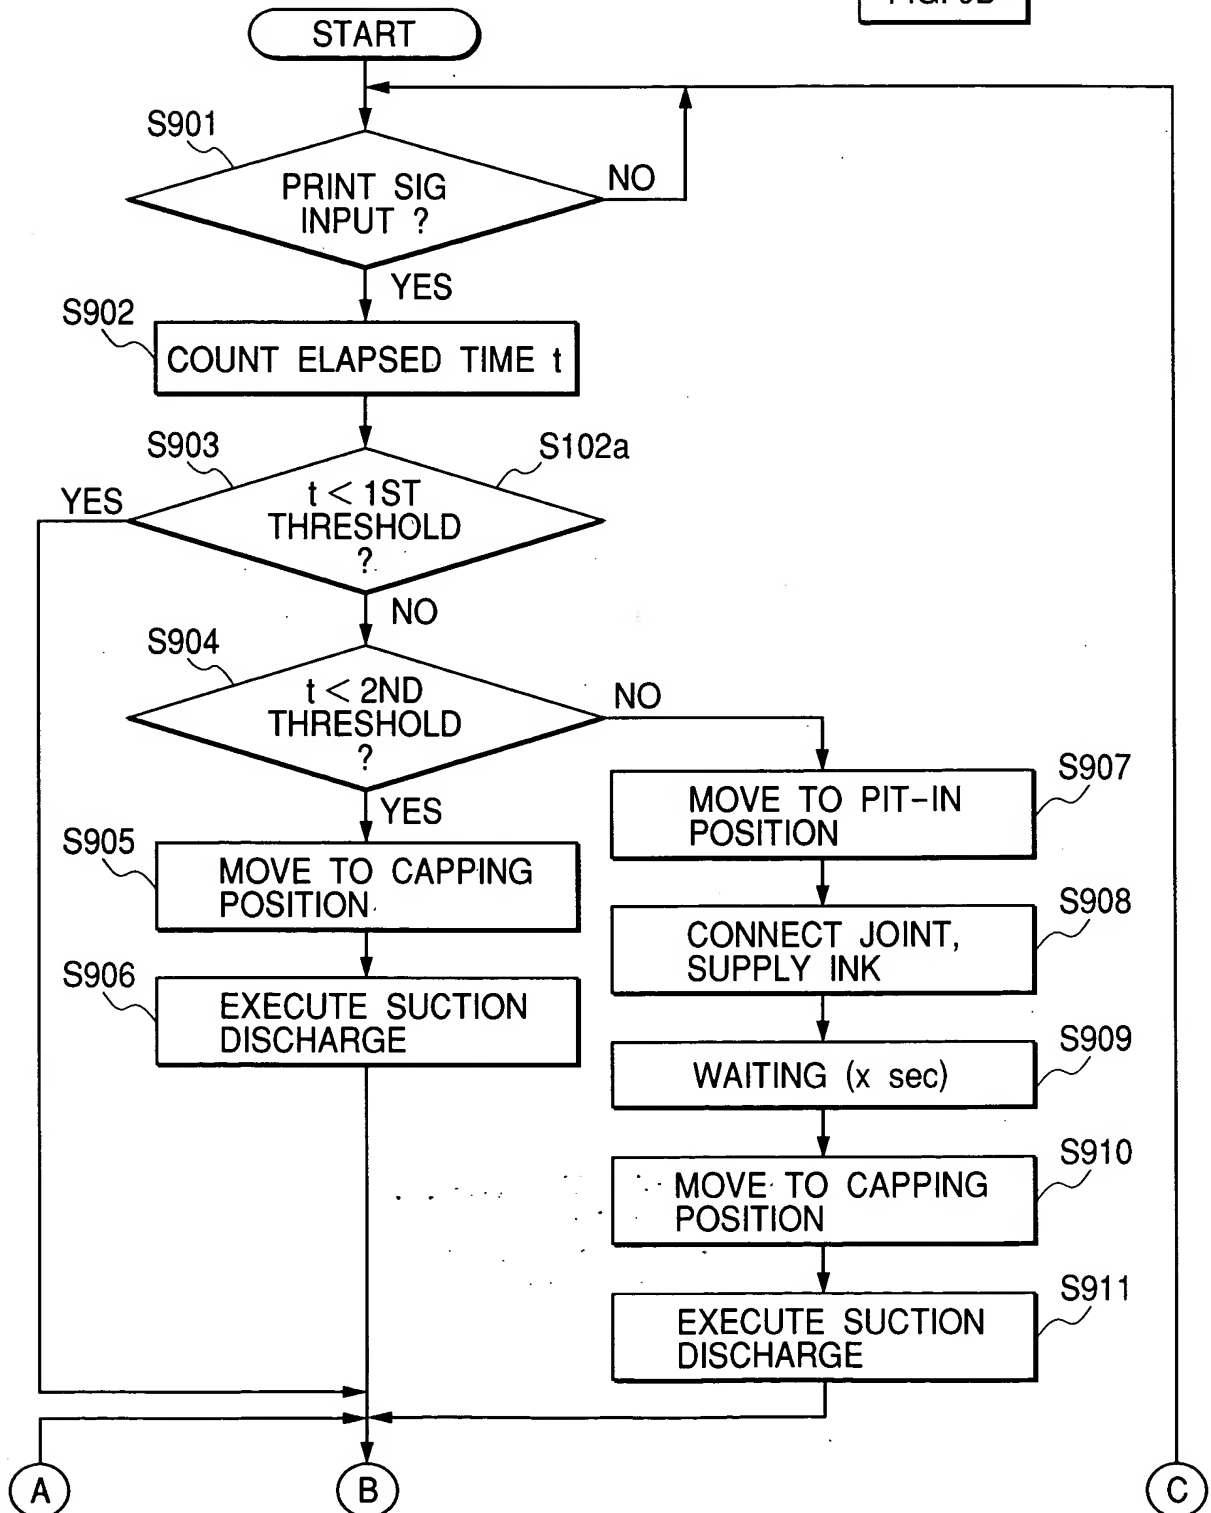 START
S901
PRINT SIG
INPUT ?
NO
YES
S902
COUNT ELAPSED TIME t
S903
S102a
YES
t < 1ST
THRESHOLD
?
NO
S904
t < 2ND
THRESHOLD
?
NO
YES
S905
MOVE TO CAPPING
POSITION
S906
EXECUTE SUCTION
DISCHARGE
S907
MOVE TO PIT-IN
POSITION
S908
CONNECT JOINT,
SUPPLY INK
S909
WAITING (x sec)
S910
MOVE TO CAPPING
POSITION
S911
EXECUTE SUCTION
DISCHARGE
A
B
C